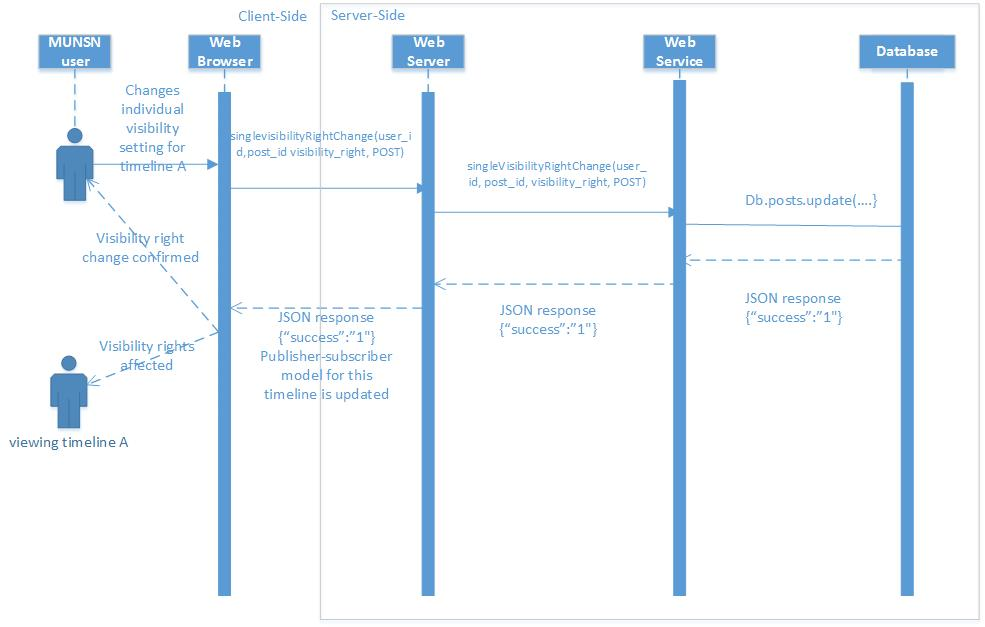 Client-Side
Server-Side
MUNSN
user
Web
Browser
Web
Server
Web
Service
Database
Changes
individual
visibility
setting for
timeline A
singlevisibilityRightChange(user_i
d,post_id visibility_right, POST)
singleVisibilityRightChange(user_
id, post_id, visibility_right, POST)
Db.posts.update(....}
Visibility right
change confirmed
JSON response
{“success”:”1"}
Publisher-subscriber
model for this
timeline is updated
JSON response
{“success”:”1"}
JSON response
{“success”:”1"}
Visibility rights
affected
viewing timeline A